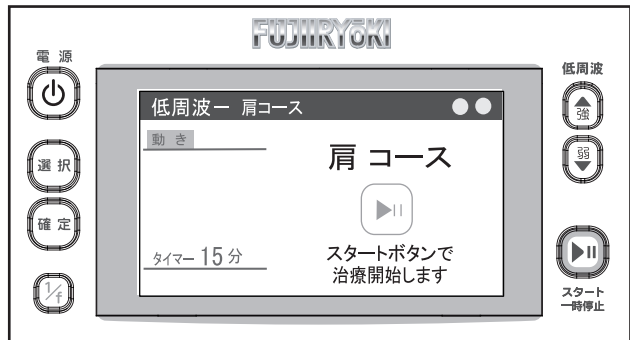 FUJIIRYOKI
電源
低周波
低周波ー 肩コース
動き
肩 コース
タイマー 15分
スタートボタンで
治療開始します
選択
確定
1/f
強
弱
スタート
一時停止